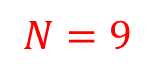 N = 9